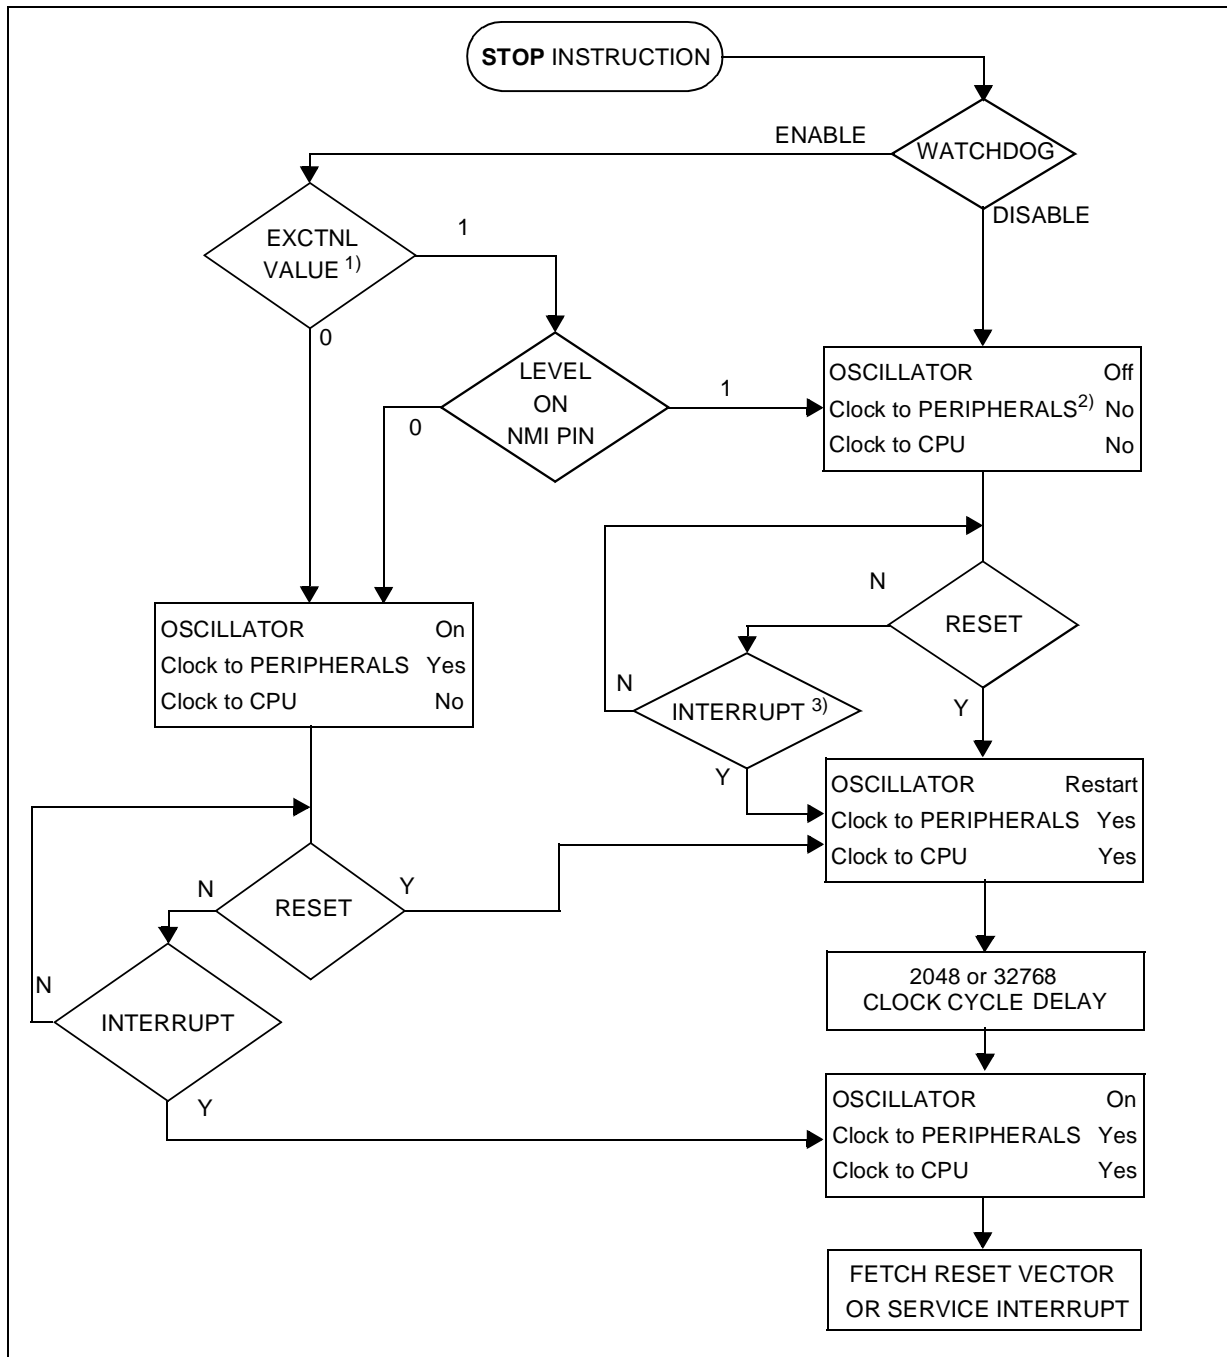 STOP INSTRUCTION
ENABLE
WATCHDOG
DISABLE
EXCTNL
VALUE 1)
1
0
LEVEL
ON
NMI PIN
1
0
OSCILLATOR Off
Clock to PERIPHERALS2) No
Clock to CPU No
N
RESET
Y
OSCILLATOR On
Clock to PERIPHERALS Yes
Clock to CPU No
N
INTERRUPT 3)
Y
OSCILLATOR Restart
Clock to PERIPHERALS Yes
Clock to CPU Yes
N
RESET
Y
N
INTERRUPT
Y
2048 or 32768
CLOCK CYCLE DELAY
OSCILLATOR On
Clock to PERIPHERALS Yes
Clock to CPU Yes
FETCH RESET VECTOR
OR SERVICE INTERRUPT